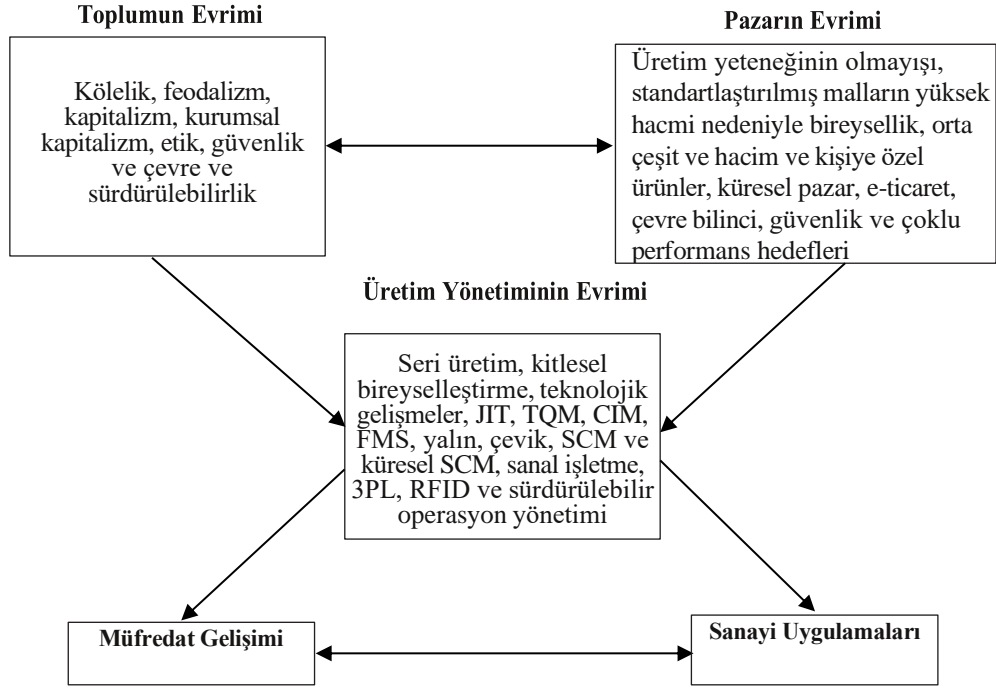 Toplumun Evrimi
Kölelik, feodalizm,
kapitalizm, kurumsal
kapitalizm, etik, güvenlik
ve çevre ve
sürdürülebilirlik
Pazarın Evrimi
Üretim yeteneğinin olmayışı,
standartlaştırılmış malların yüksek
hacmi nedeniyle bireysellik, orta
çeşit ve hacim ve kişiye özel
ürünler, küresel pazar, e-ticaret,
çevre bilinci, güvenlik ve çoklu
performans hedefleri
Üretim Yönetiminin Evrimi
Seri üretim, kitlesel
bireyselleştirme, teknolojik
gelişmeler, JIT, TQM, CIM,
FMS, yalın, çevik, SCM ve
küresel SCM, sanal işletme,
3PL, RFID ve sürdürülebilir
operasyon yönetimi
Müfredat Gelişimi
Sanayi Uygulamaları